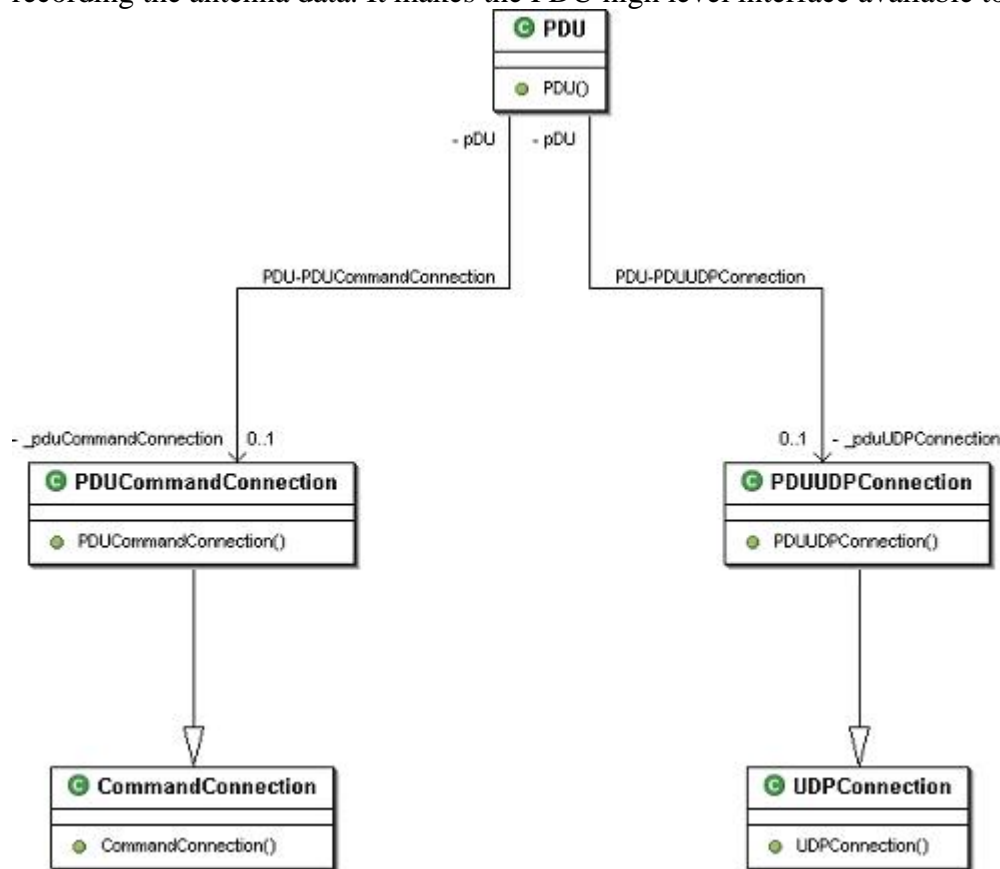 recording the antenna data. It makes the PDU high level interface available to
C PDU
PDU()
- pDU
- pDU
PDU-PDUCommandConnection
PDU-PDUUDPConnection
- _pduCommandConnection
0..1
0..1
- _pduUDPConnection
C PDUCommandConnection
PDUCommandConnection()
C PDUUDPConnection
PDUUDPConnection()
C CommandConnection
CommandConnection()
C UDPConnection
UDPConnection()